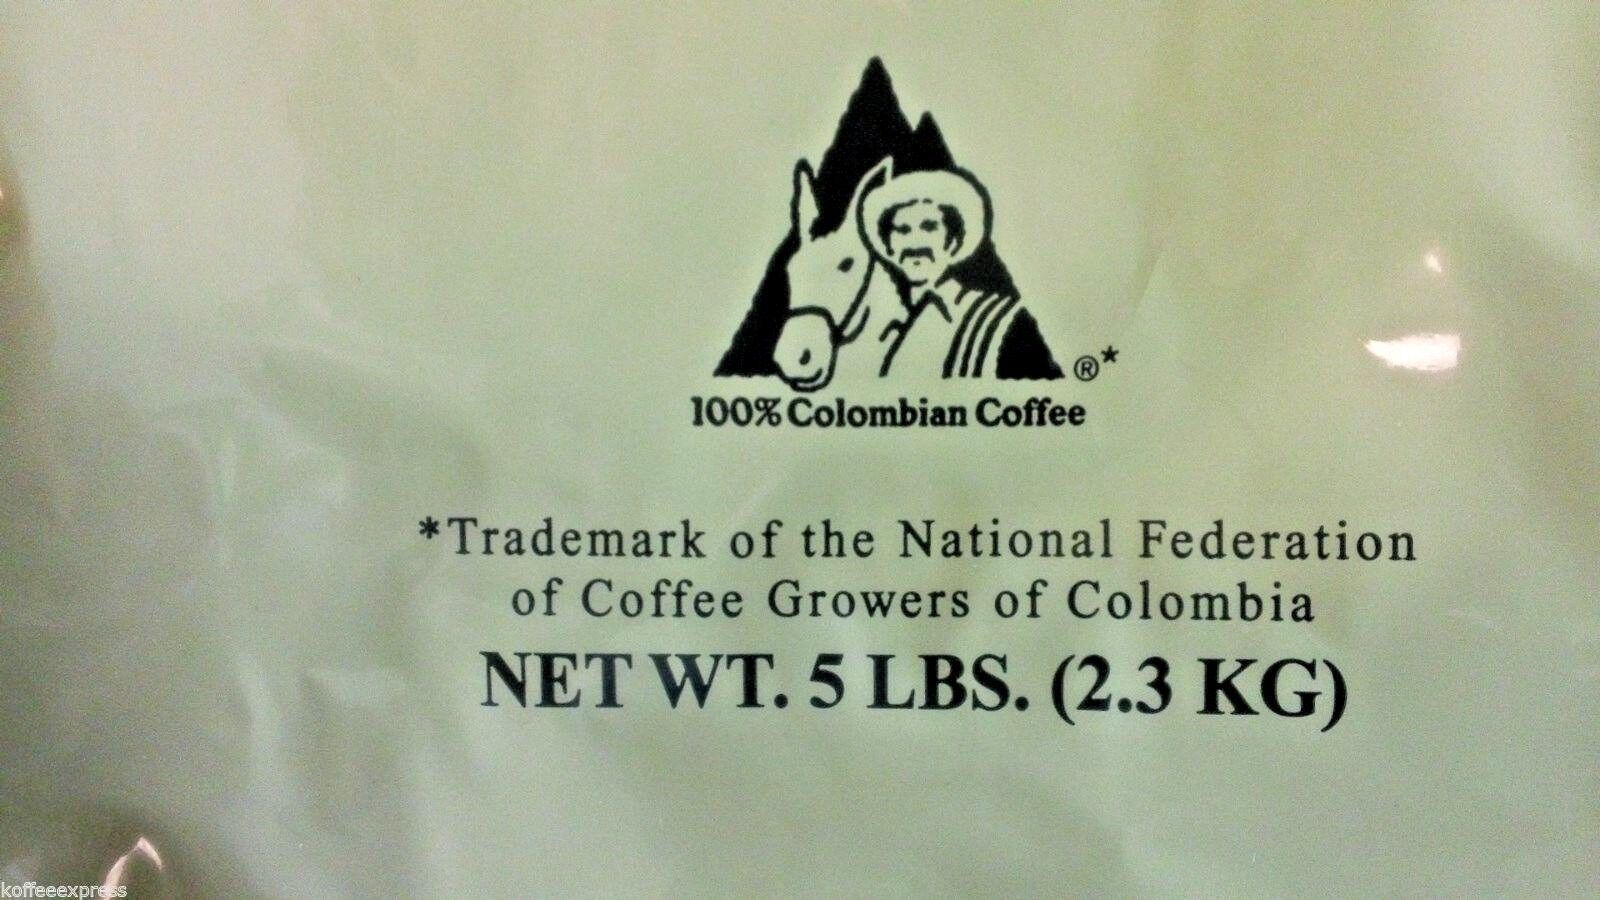 ®*
100% Colombian Coffee
*Trademark of the National Federation
of Coffee Growers of Colombia
NET WT. 5 LBS. (2.3 KG)
koffeeexpress